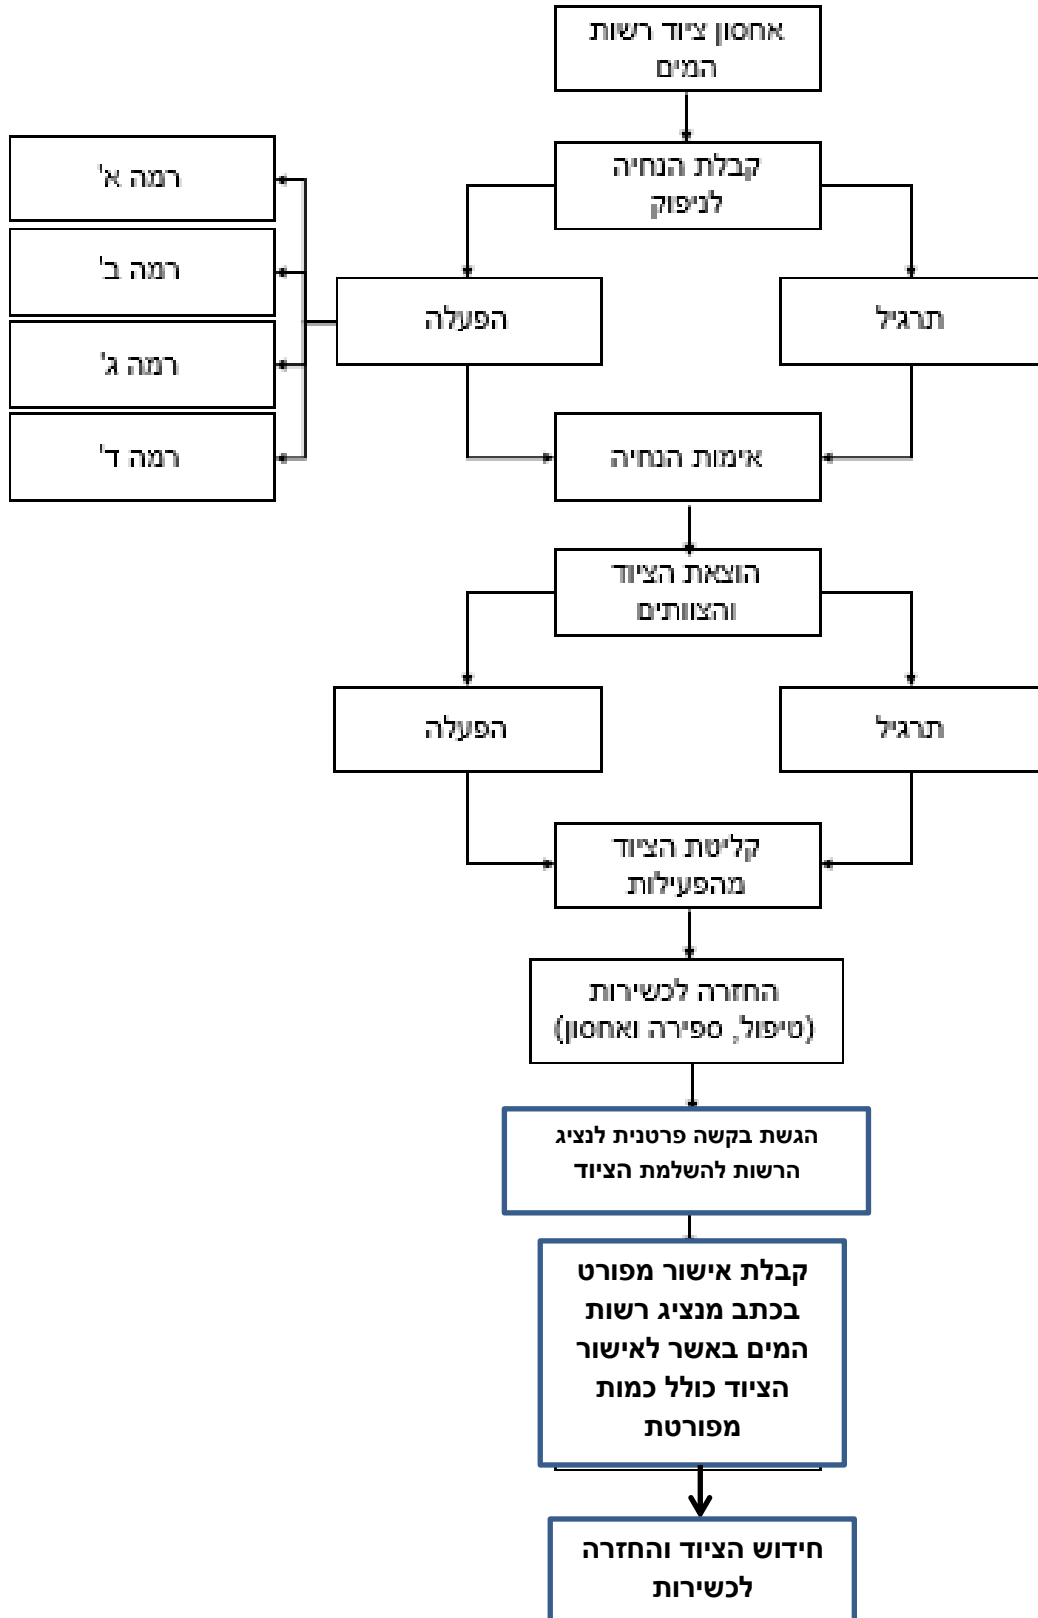 אחסון ציוד רשות
המים
קבלת הנחיה
לניפוק
תרגיל
הפעלה
רמה א'
רמה ב'
רמה ג'
רמה ד'
אימות הנחיה
הוצאת הציוד
והצוותים
תרגיל
הפעלה
קליטת הציוד
מהפעילות
החזרה לכשירות
(טיפול, ספירה ואחסון)
הגשת בקשה פרטנית לנציג
הרשות להשלמת הציוד
קבלת אישור מפורט
בכתב מנציג רשות
המים באשר לאישור
הציוד כולל כמות
מפורטת
חידוש הציוד והחזרה
לכשירות